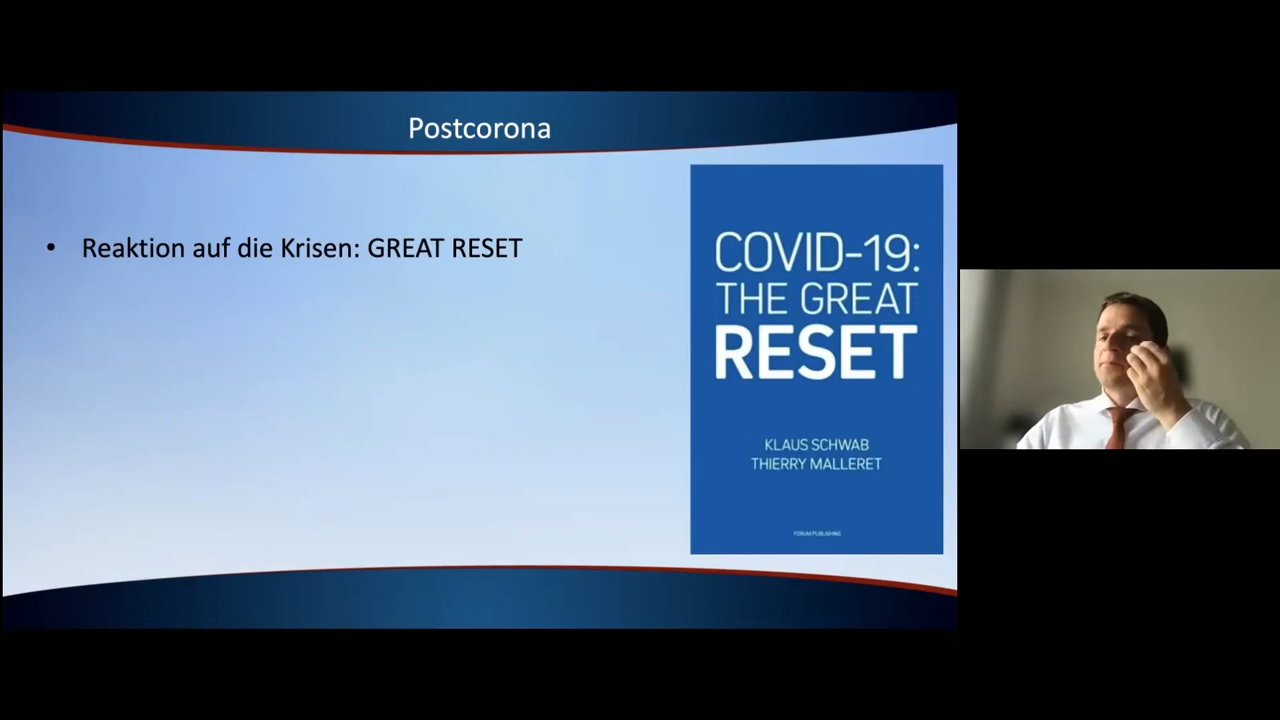 Postcorona
• Reaktion auf die Krisen: GREAT RESET
COVID-19:
THE GREAT
RESET
KLAUS SCHWAB
THIERRY MALLERET
FORUM PUBLISHING